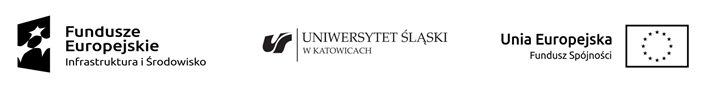 Fundusze
Europejskie
Infrastruktura i Środowisko
UNIWERSYTET ŚLĄSKI
W KATOWICACH
Unia Europejska
Fundusz Spójności